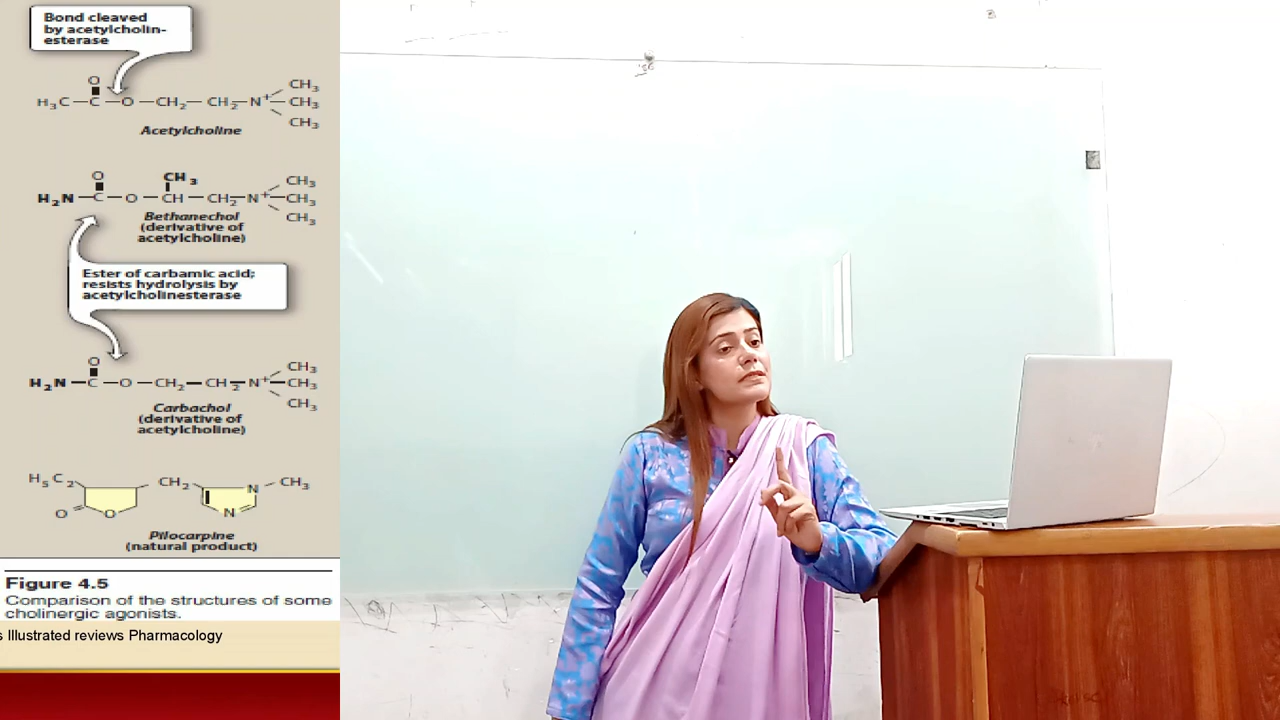 Bond cleaved
by acetylcholin-
esterase
O
H₃C — C — O — CH₂ — CH₂ — N⁺ — CH₃
CH₃
CH₃
Acetylcholine
O
CH₃
H₂N — C — O — CH — CH₂ — N⁺ — CH₃
CH₃
CH₃
Bethanechol
(derivative of
acetylcholine)
Ester of carbamic acid;
resists hydrolysis by
acetylcholinesterase
O
H₂N — C — O — CH₂ — CH₂ — N⁺ — CH₃
CH₃
CH₃
Carbachol
(derivative of
acetylcholine)
H₅C₂ CH₂ N — CH₃
O O N
Pilocarpine
(natural product)
Figure 4.5
Comparison of the structures of some
cholinergic agonists.
s Illustrated reviews Pharmacology